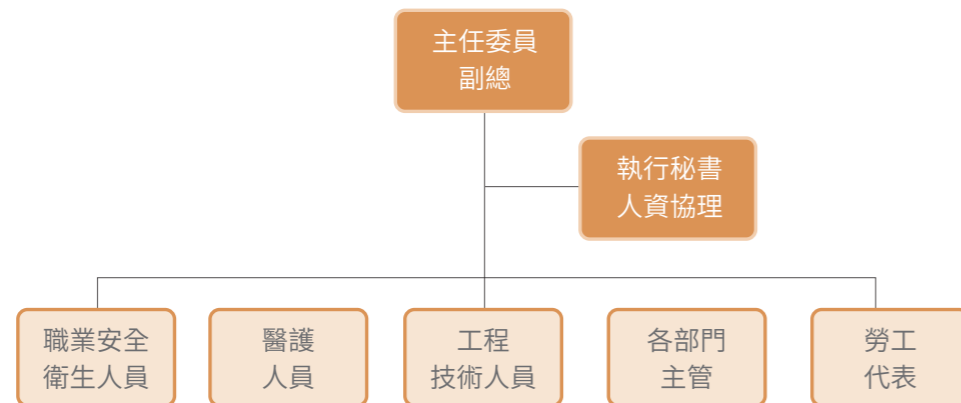 主任委員
副總
執行秘書
人資協理
職業安全
衛生人員
醫護
人員
工程
技術人員
各部門
主管
勞工
代表